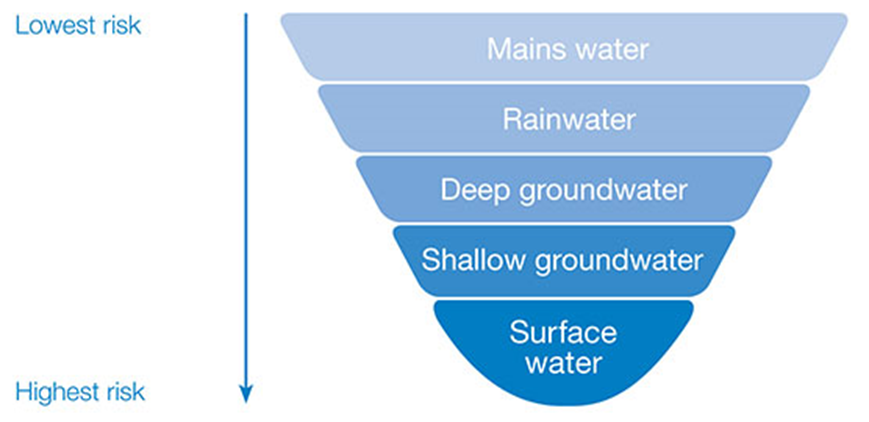 Lowest risk
Mains water
Rainwater
Deep groundwater
Shallow groundwater
Surface
water
Highest risk